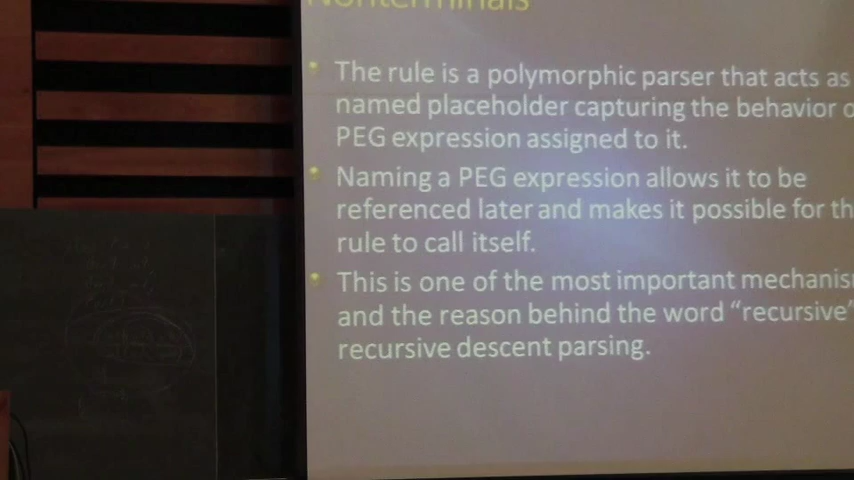 Nonterminals
The rule is a polymorphic parser that acts as
named placeholder capturing the behavior
PEG expression assigned to it.
Naming a PEG expression allows it to be
referenced later and makes it possible for
rule to call itself.
This is one of the most important
and the reason behind the word “recursive”
recursive descent parsing.